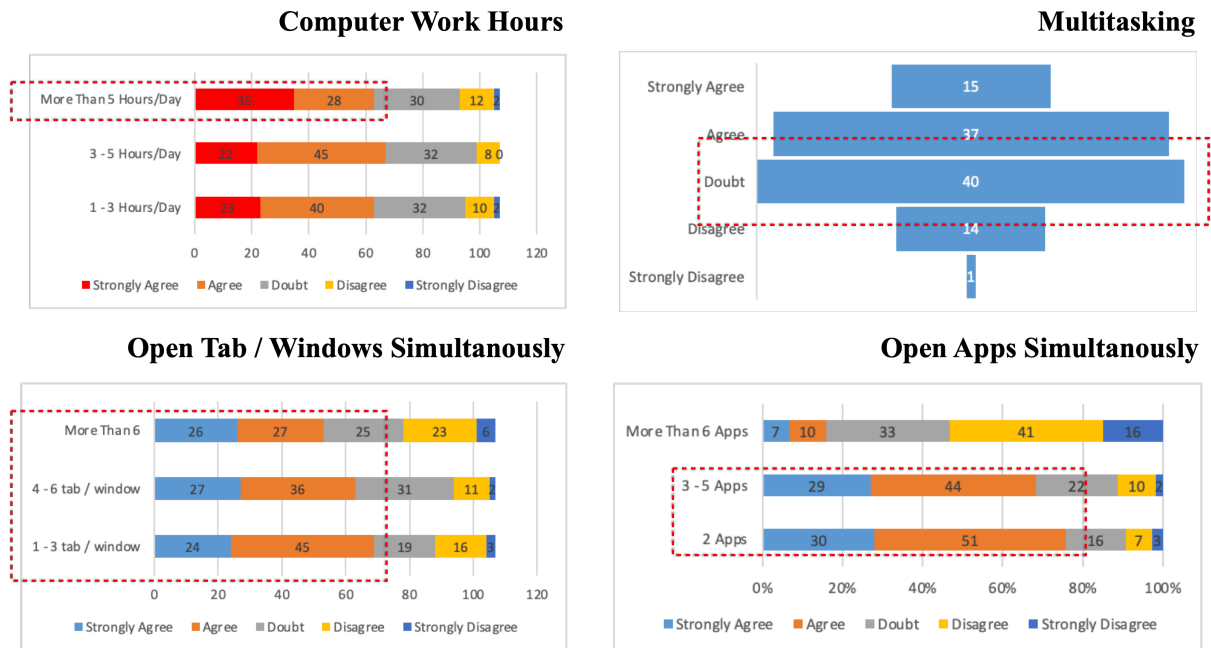 Computer Work Hours
More Than 5 Hours/Day 35 28 30 12 2
3 - 5 Hours/Day 22 45 32 8 0
1 - 3 Hours/Day 23 40 32 10 2
0 20 40 60 80 100 120
Strongly Agree Agree Doubt Disagree Strongly Disagree
Multitasking
Strongly Agree 15
Agree 37
Doubt 40
Disagree 14
Strongly Disagree 1
Open Tab / Windows Simultanously
More Than 6 26 27 25 23 6
4 - 6 tab / window 27 36 31 11 2
1 - 3 tab / window 24 45 19 16 3
0 20 40 60 80 100 120
Strongly Agree Agree Doubt Disagree Strongly Disagree
Open Apps Simultanously
More Than 6 Apps 7 10 33 41 16
3 - 5 Apps 29 44 22 10 2
2 Apps 30 51 16 7 3
0% 20% 40% 60% 80% 100%
Strongly Agree Agree Doubt Disagree Strongly Disagree